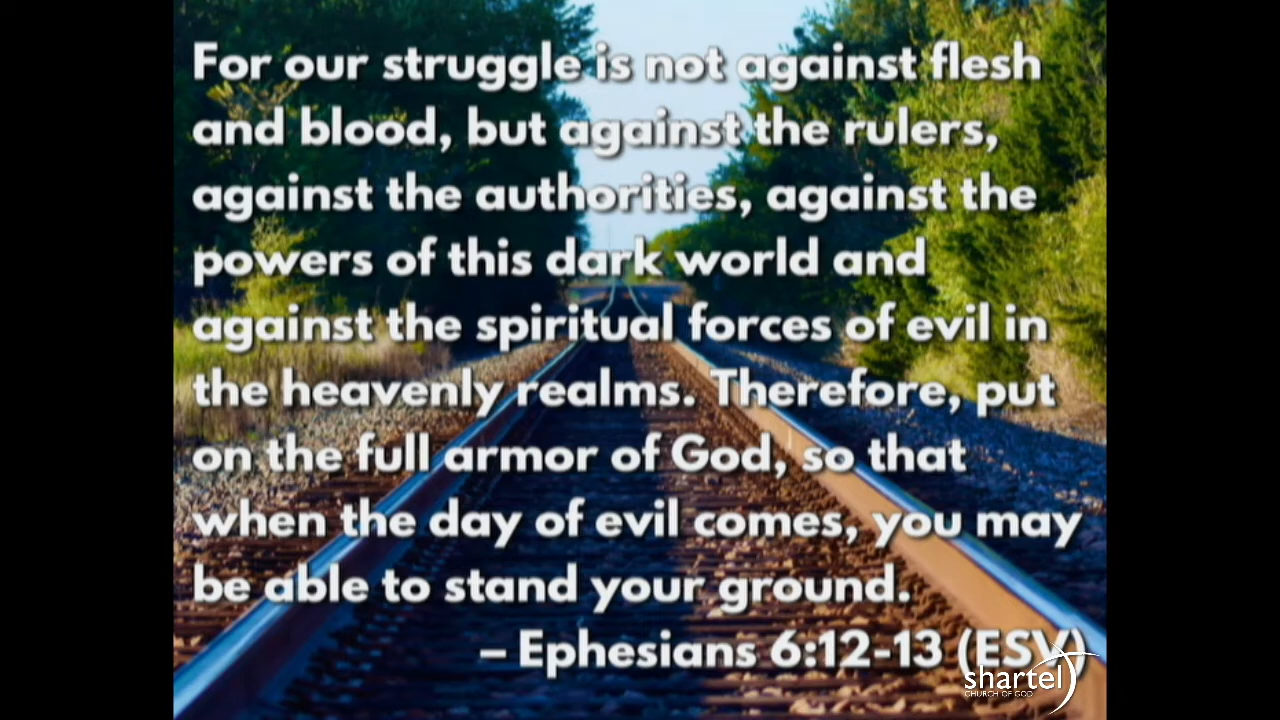 For our struggle is not against flesh
and blood, but against the rulers,
against the authorities, against the
powers of this dark world and
against the spiritual forces of evil in
the heavenly realms. Therefore, put
on the full armor of God, so that
when the day of evil comes, you may
be able to stand your ground.
– Ephesians 6:12-13 (ESV)
shartel
CHURCH OF GOD